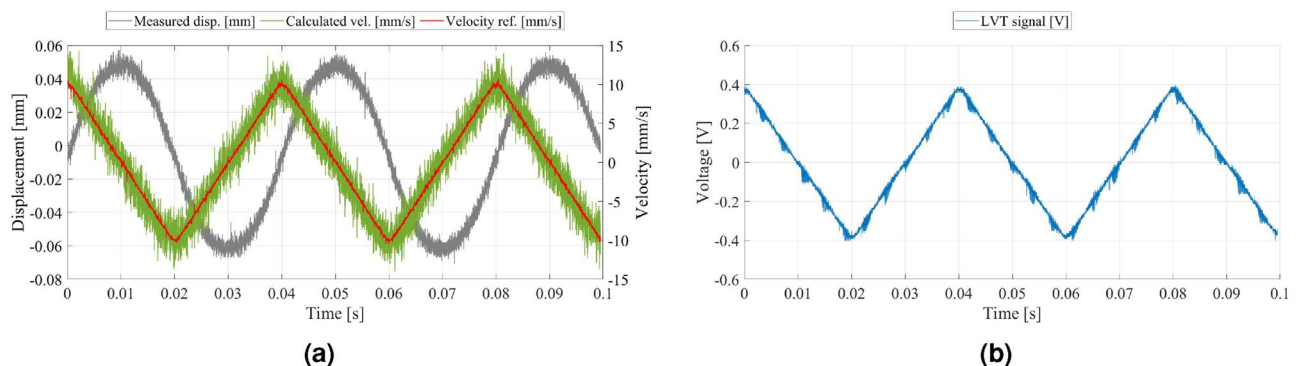 Measured disp. [mm] Calculated vel. [mm/s] Velocity ref. [mm/s]
0.06
0.04
0.02
0
-0.02
-0.04
-0.06
-0.08
Displacement [mm]
15
10
5
0
-5
-10
-15
Velocity [mm/s]
0 0.01 0.02 0.03 0.04 0.05 0.06 0.07 0.08 0.09 0.1
Time [s]
(a)
LVT signal [V]
0.6
0.4
0.2
0
-0.2
-0.4
-0.6
Voltage [V]
0 0.01 0.02 0.03 0.04 0.05 0.06 0.07 0.08 0.09 0.1
Time [s]
(b)